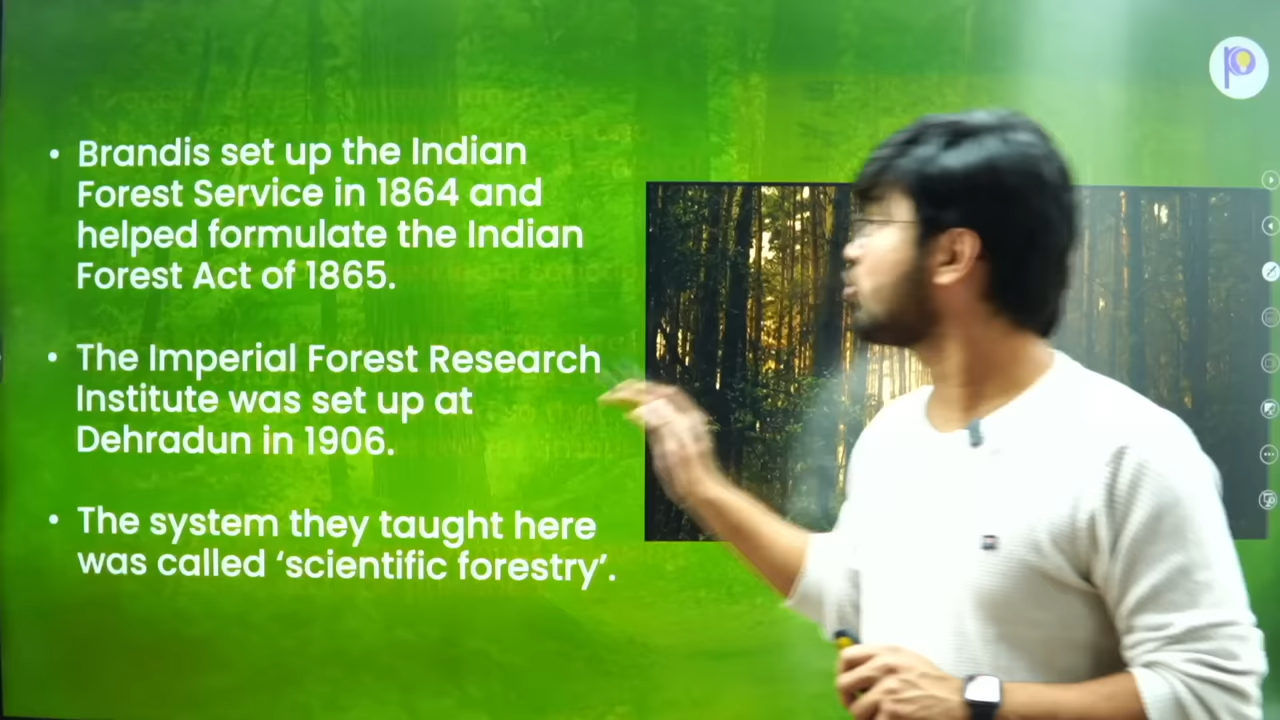 • Brandis set up the Indian
Forest Service in 1864 and
helped formulate the Indian
Forest Act of 1865.
• The Imperial Forest Research
Institute was set up at
Dehradun in 1906.
• The system they taught here
was called ‘scientific forestry’.